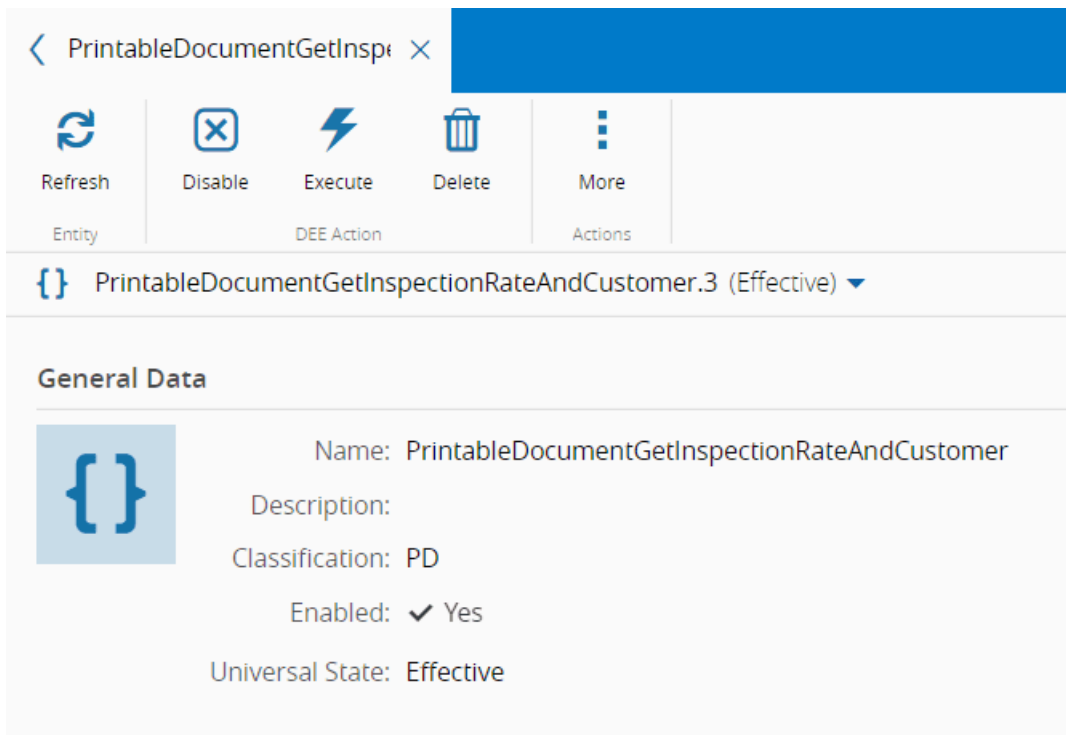 PrintableDocumentGetInspe
Refresh Disable Execute Delete More
Entity DEE Action Actions
{} PrintableDocumentGetInspectionRateAndCustomer.3 (Effective)
General Data
{}
Name: PrintableDocumentGetInspectionRateAndCustomer
Description:
Classification: PD
Enabled: Yes
Universal State: Effective